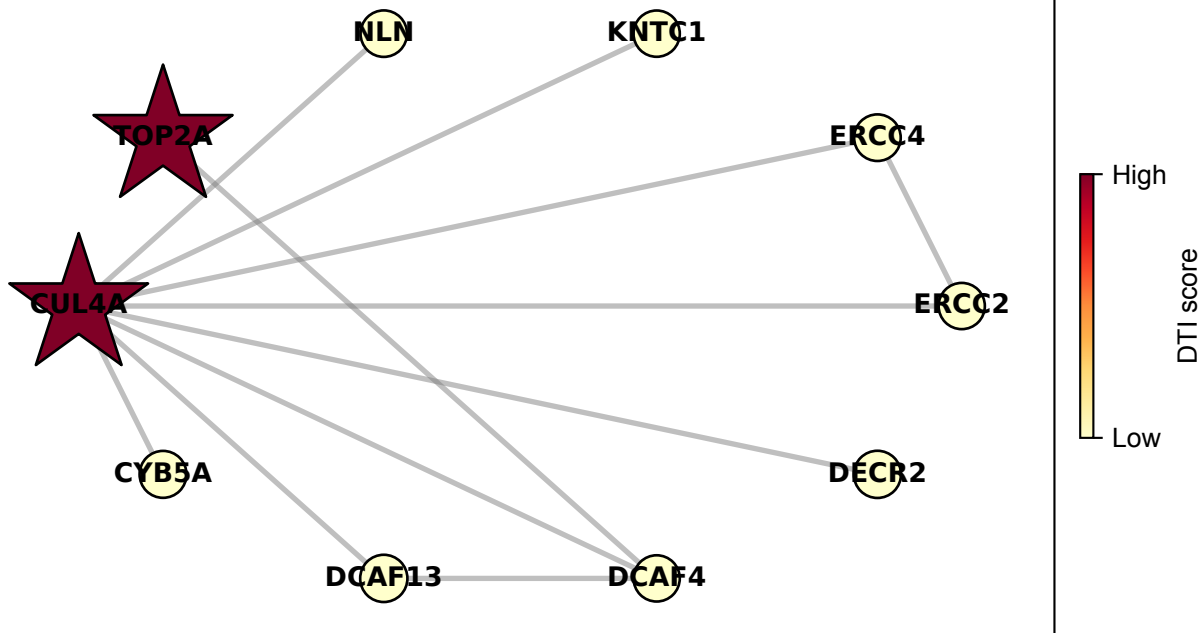 NLN
KNTC1
TOP2A
ERCC4
CUL4A
ERCC2
CYB5A
DECR2
DCAF13
DCAF4
High
DTI score
Low